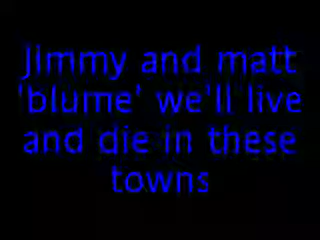 Jimmy and matt
'blume' we'll live
and die in these
towns